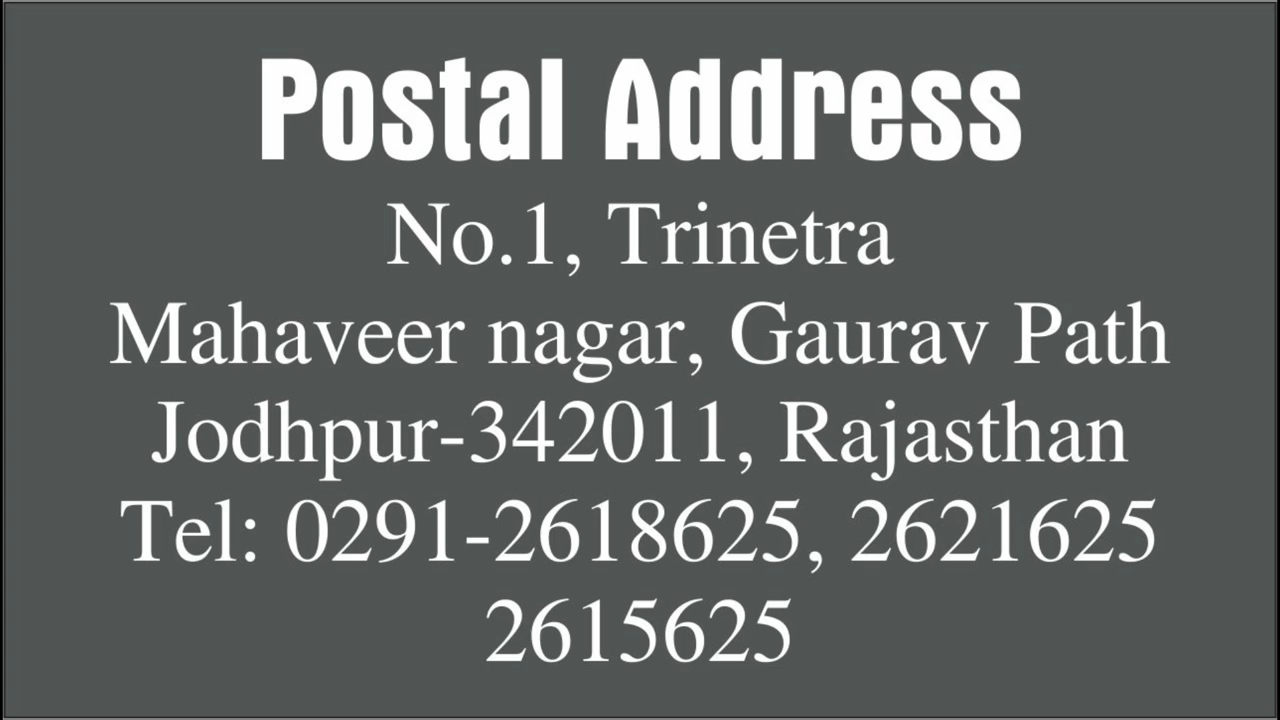 Postal Address
No.1, Trinetra
Mahaveer nagar, Gaurav Path
Jodhpur-342011, Rajasthan
Tel: 0291-2618625, 2621625
2615625